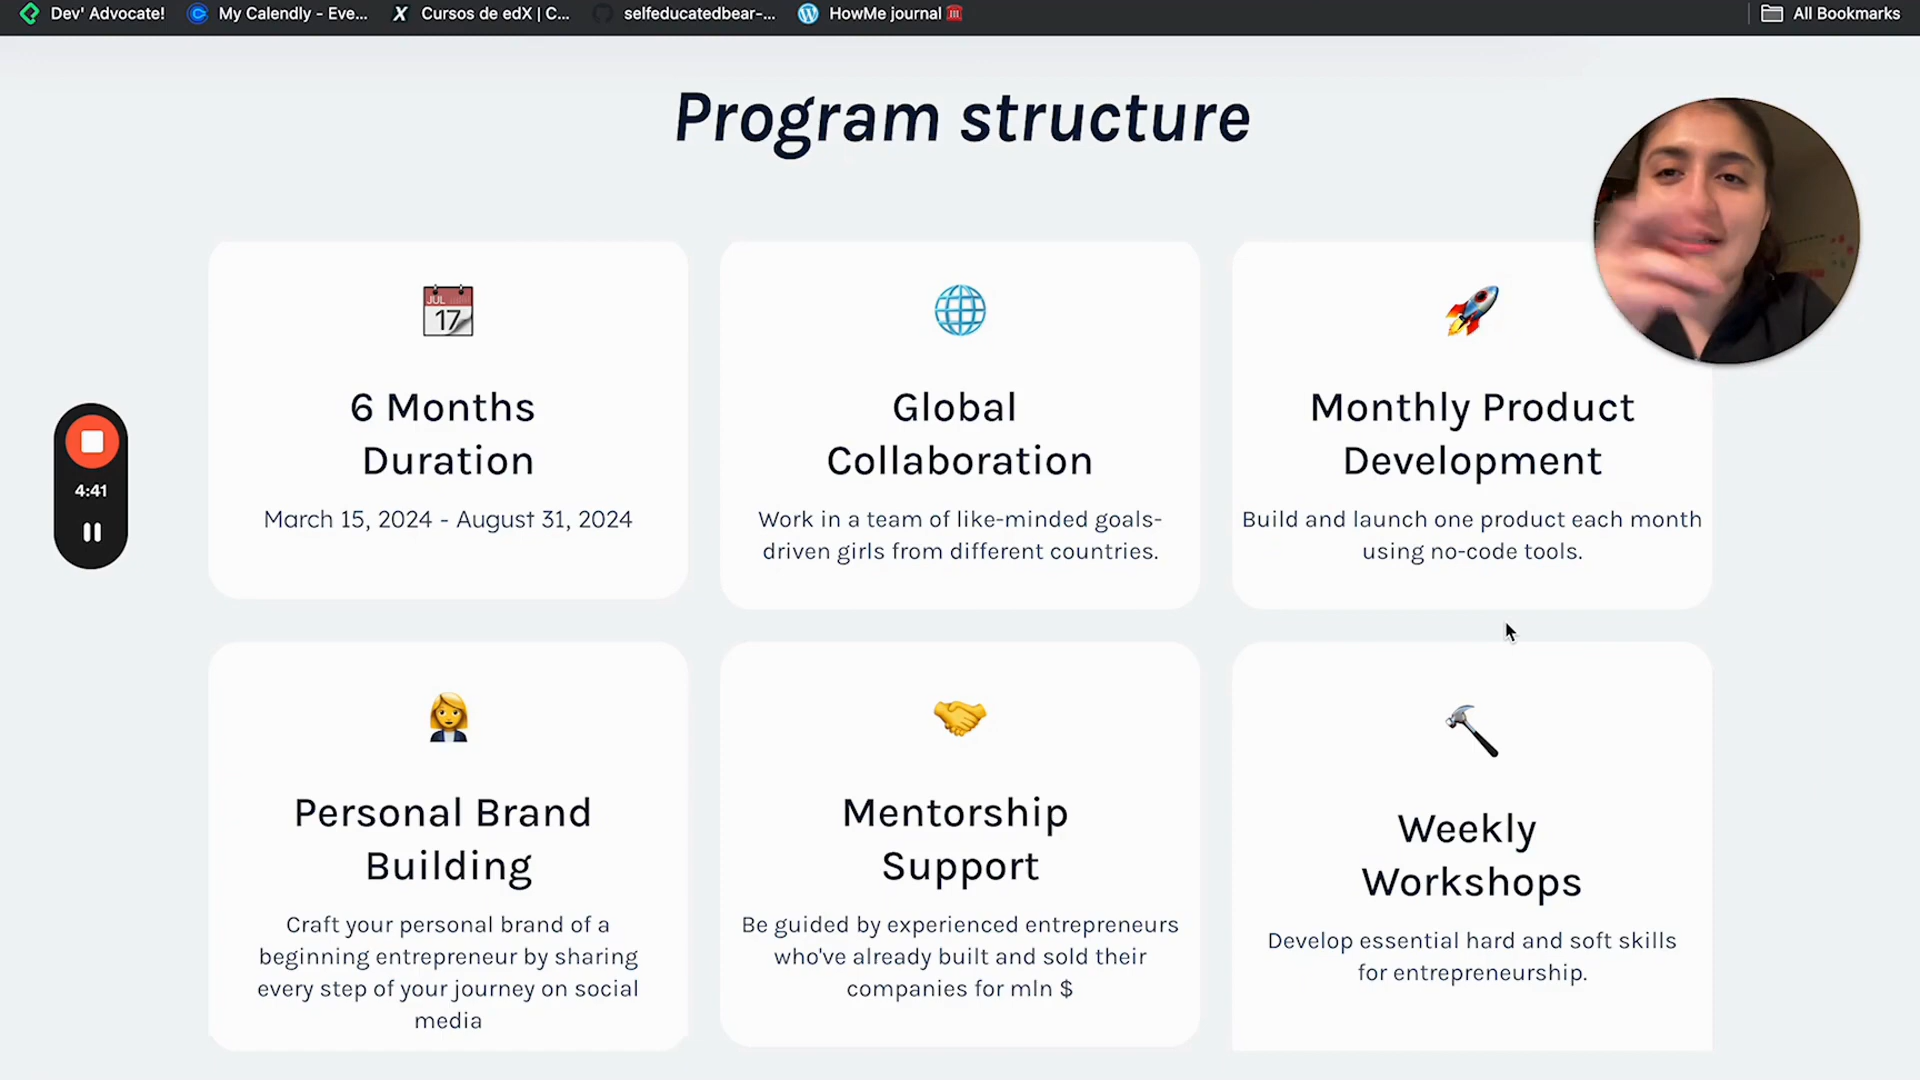 Dev' Advocate!
My Calendly - Eve...
Cursos de edX | C...
selfeducatedbear-...
HowMe journal
All Bookmarks
Program structure
JUL
17
6 Months
Duration
March 15, 2024 - August 31, 2024
Global
Collaboration
Work in a team of like-minded goals-
driven girls from different countries.
Monthly Product
Development
Build and launch one product each month
using no-code tools.
4:41
Personal Brand
Building
Craft your personal brand of a
beginning entrepreneur by sharing
every step of your journey on social
media
Mentorship
Support
Be guided by experienced entrepreneurs
who've already built and sold their
companies for mln $
Weekly
Workshops
Develop essential hard and soft skills
for entrepreneurship.